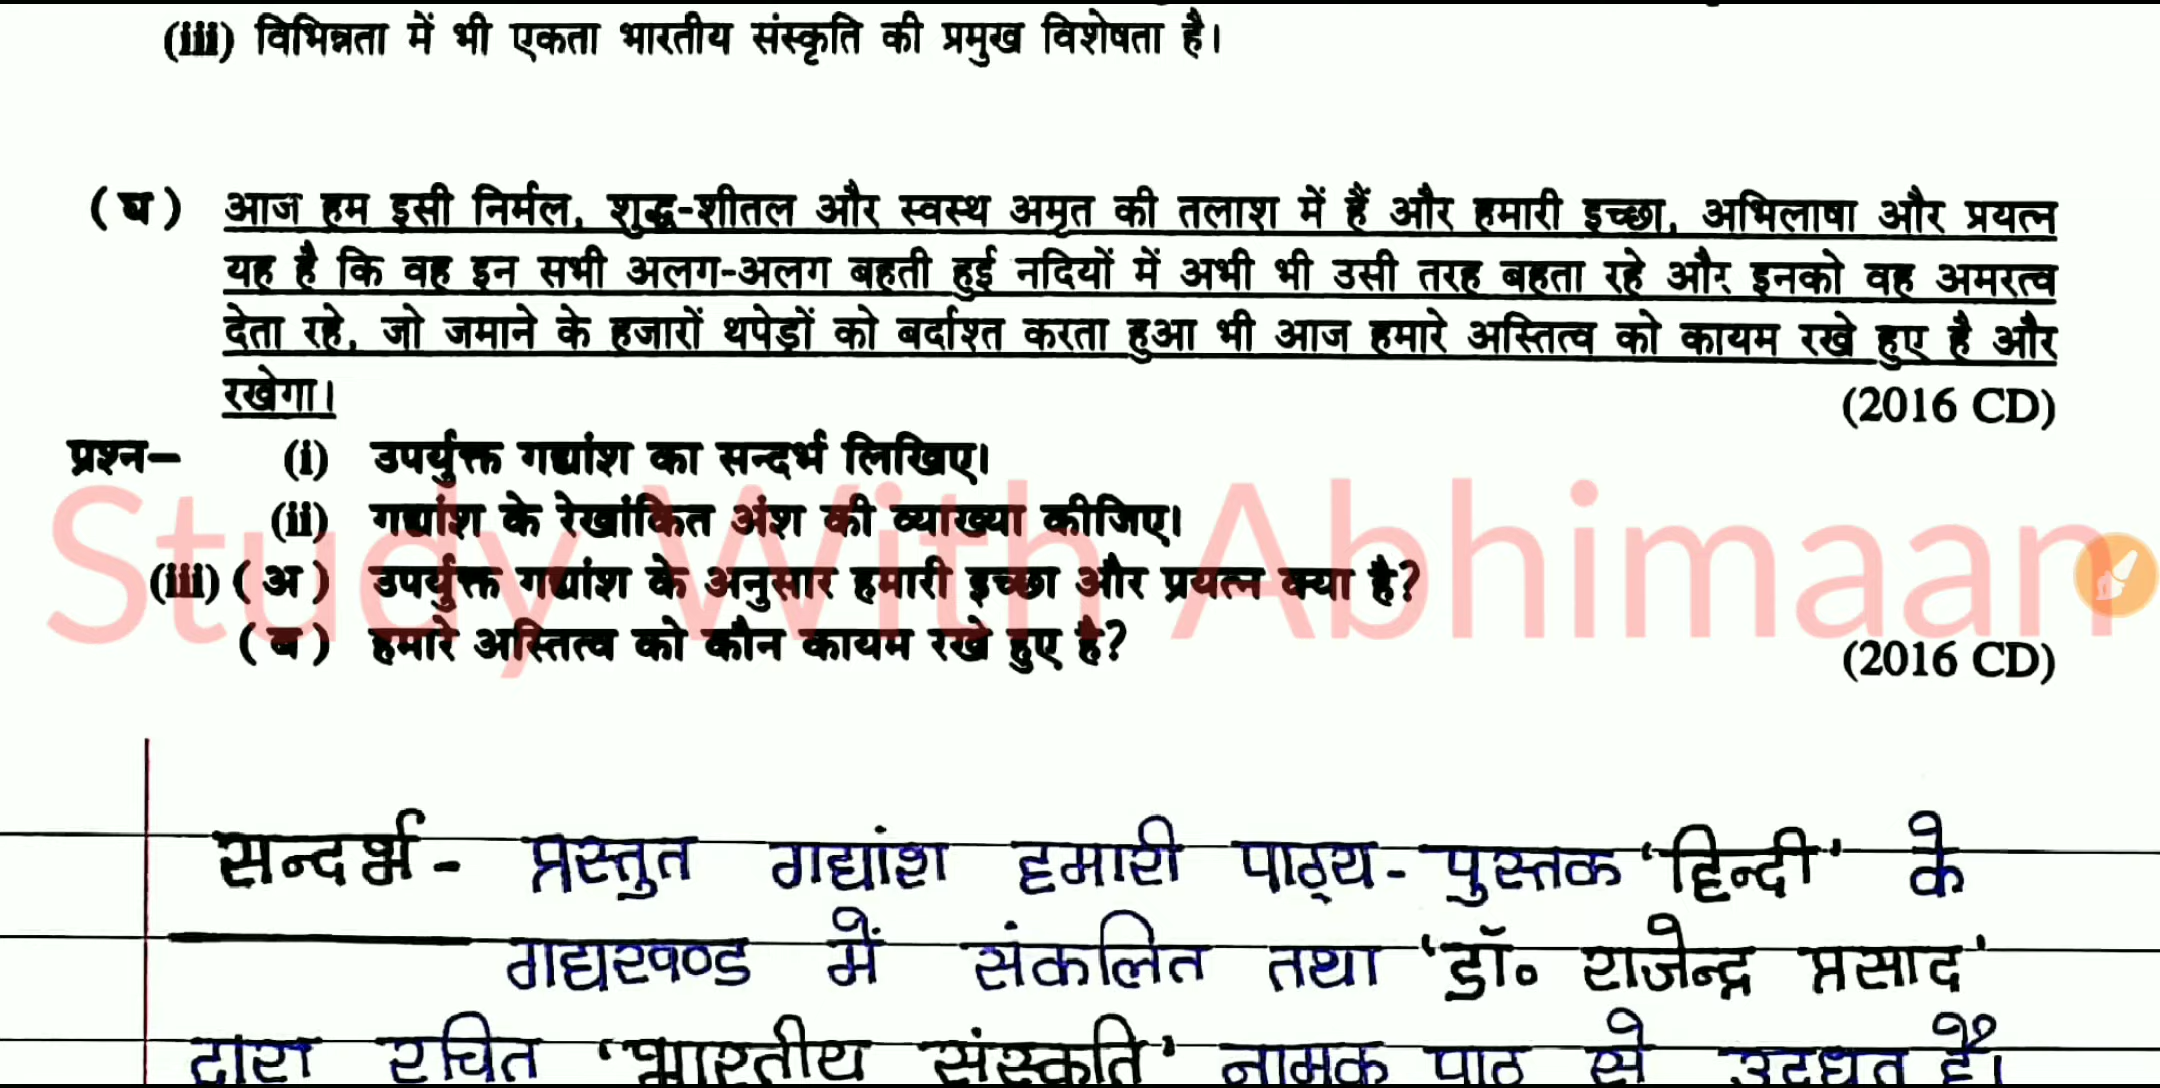 (iii) विभिन्नता में भी एकता भारतीय संस्कृति की प्रमुख विशेषता है।
(घ) आज हम इसी निर्मल, शुद्ध-शीतल और स्वस्थ अमृत की तलाश में हैं और हमारी इच्छा, अभिलाषा और प्रयत्न
यह है कि वह इन सभी अलग-अलग बहती हुई नदियों में अभी भी उसी तरह बहता रहे और इनको वह अमरत्व
देता रहे, जो जमाने के हजारों थपेड़ों को बर्दाश्त करता हुआ भी आज हमारे अस्तित्व को कायम रखे हुए है और
रखेगा। (2016 CD)
प्रश्न– (i) उपर्युक्त गद्यांश का सन्दर्भ लिखिए।
(ii) गद्यांश के रेखांकित अंश की व्याख्या कीजिए।
Study With Abhimaan
(iii) (अ) उपर्युक्त गद्यांश के अनुसार हमारी इच्छा और प्रयत्न क्या है?
(ब) हमारे अस्तित्व को कौन कायम रखे हुए है? (2016 CD)
सन्दर्भ - प्रस्तुत गद्यांश हमारी पाठ्य-पुस्तक 'हिन्दी' के
गद्यखण्ड में संकलित तथा 'डॉ० राजेन्द्र प्रसाद'
द्वारा रचित 'भारतीय संस्कृति' नामक पाठ से उद्धृत है।